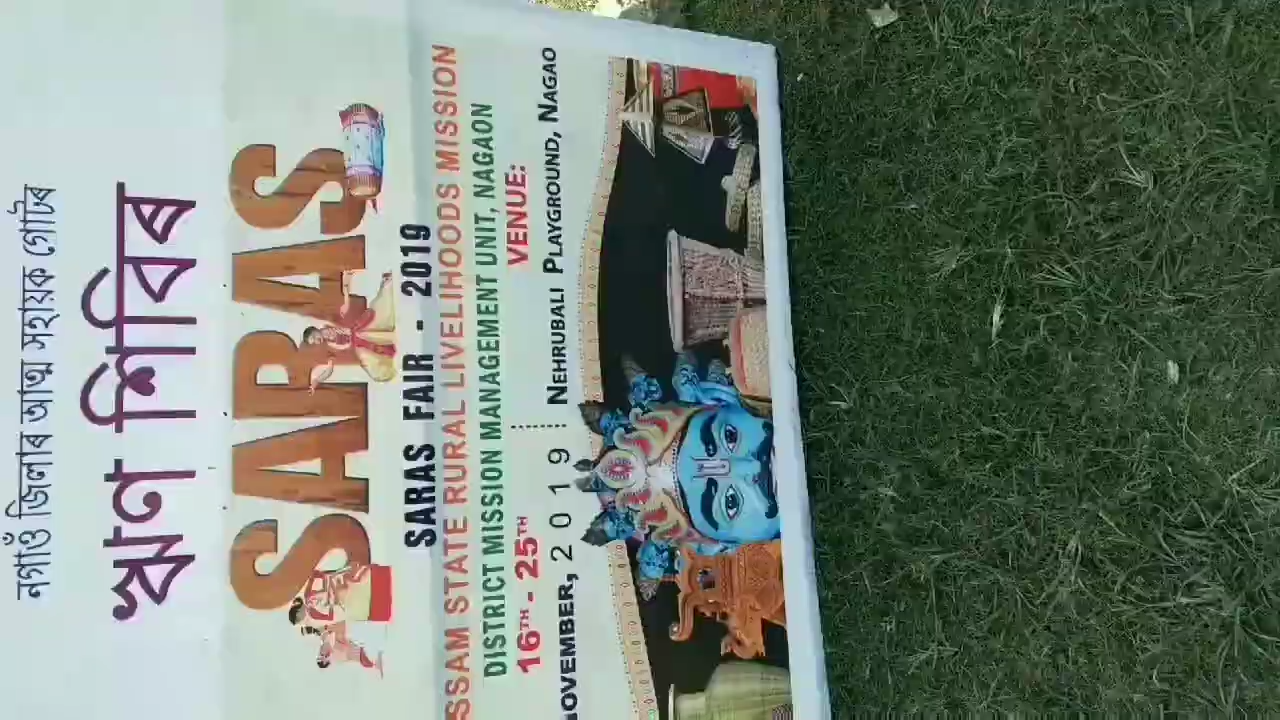 নগাওঁ জিলাৰ আত্ম সহায়ক গোটৰ
ঋণ শিবিৰ
SARAS
SARAS FAIR - 2019
SSAM STATE RURAL LIVELIHOODS MISSION
DISTRICT MISSION MANAGEMENT UNIT, NAGAON
16TH - 25TH
OVEMBER, 2019
VENUE:
NEHRUBALI PLAYGROUND, NAGAO